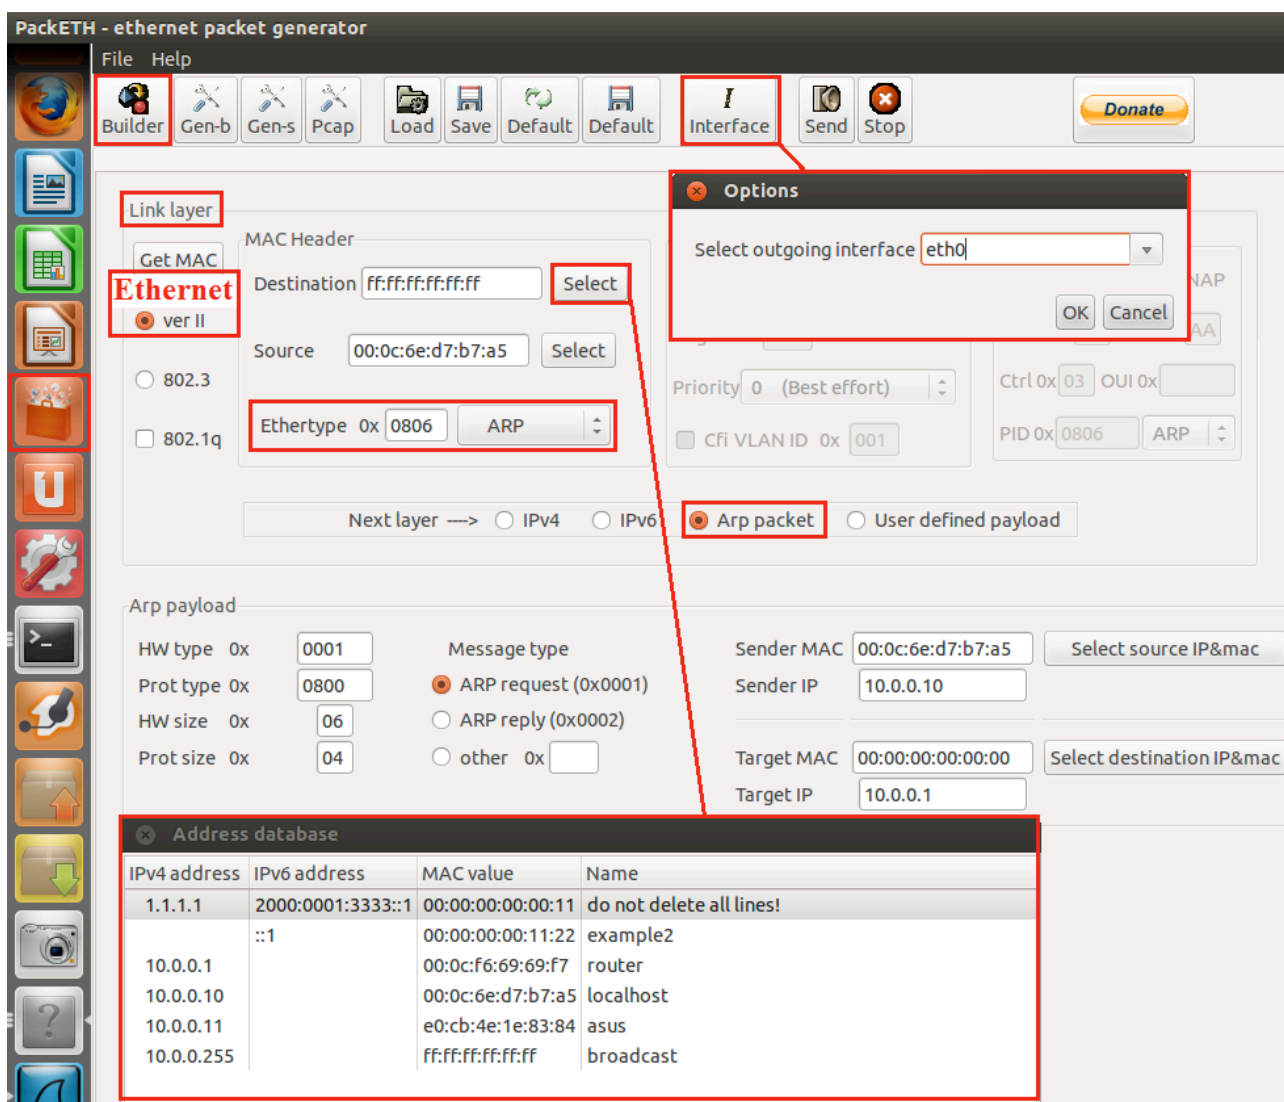 PackETH - ethernet packet generator
File Help
Builder Gen-b Gen-s Pcap Load Save Default Default Interface Send Stop Donate
Options
Select outgoing interface eth0
OK Cancel
Link layer
Get MAC
Ethernet
ver II
802.3
802.1q
MAC Header
Destination ff:ff:ff:ff:ff:ff Select
Source 00:0c:6e:d7:b7:a5 Select
Ethertype 0x 0806 ARP
Priority 0 (Best effort)
Cfi VLAN ID 0x 001
AA
Ctrl 0x 03 OUI 0x
PID 0x 0806 ARP
Next layer ----> IPv4 IPv6 Arp packet User defined payload
Arp payload
HW type 0x 0001
Prot type 0x 0800
HW size 0x 06
Prot size 0x 04
Message type
ARP request (0x0001)
ARP reply (0x0002)
other 0x
Sender MAC 00:0c:6e:d7:b7:a5 Select source IP&mac
Sender IP 10.0.0.10
Target MAC 00:00:00:00:00:00 Select destination IP&mac
Target IP 10.0.0.1
Address database
IPv4 address IPv6 address MAC value Name
1.1.1.1 2000:0001:3333::1 00:00:00:00:00:11 do not delete all lines!
::1 00:00:00:00:11:22 example2
10.0.0.1 00:0c:f6:69:69:f7 router
10.0.0.10 00:0c:6e:d7:b7:a5 localhost
10.0.0.11 e0:cb:4e:1e:83:84 asus
10.0.0.255 ff:ff:ff:ff:ff:ff broadcast